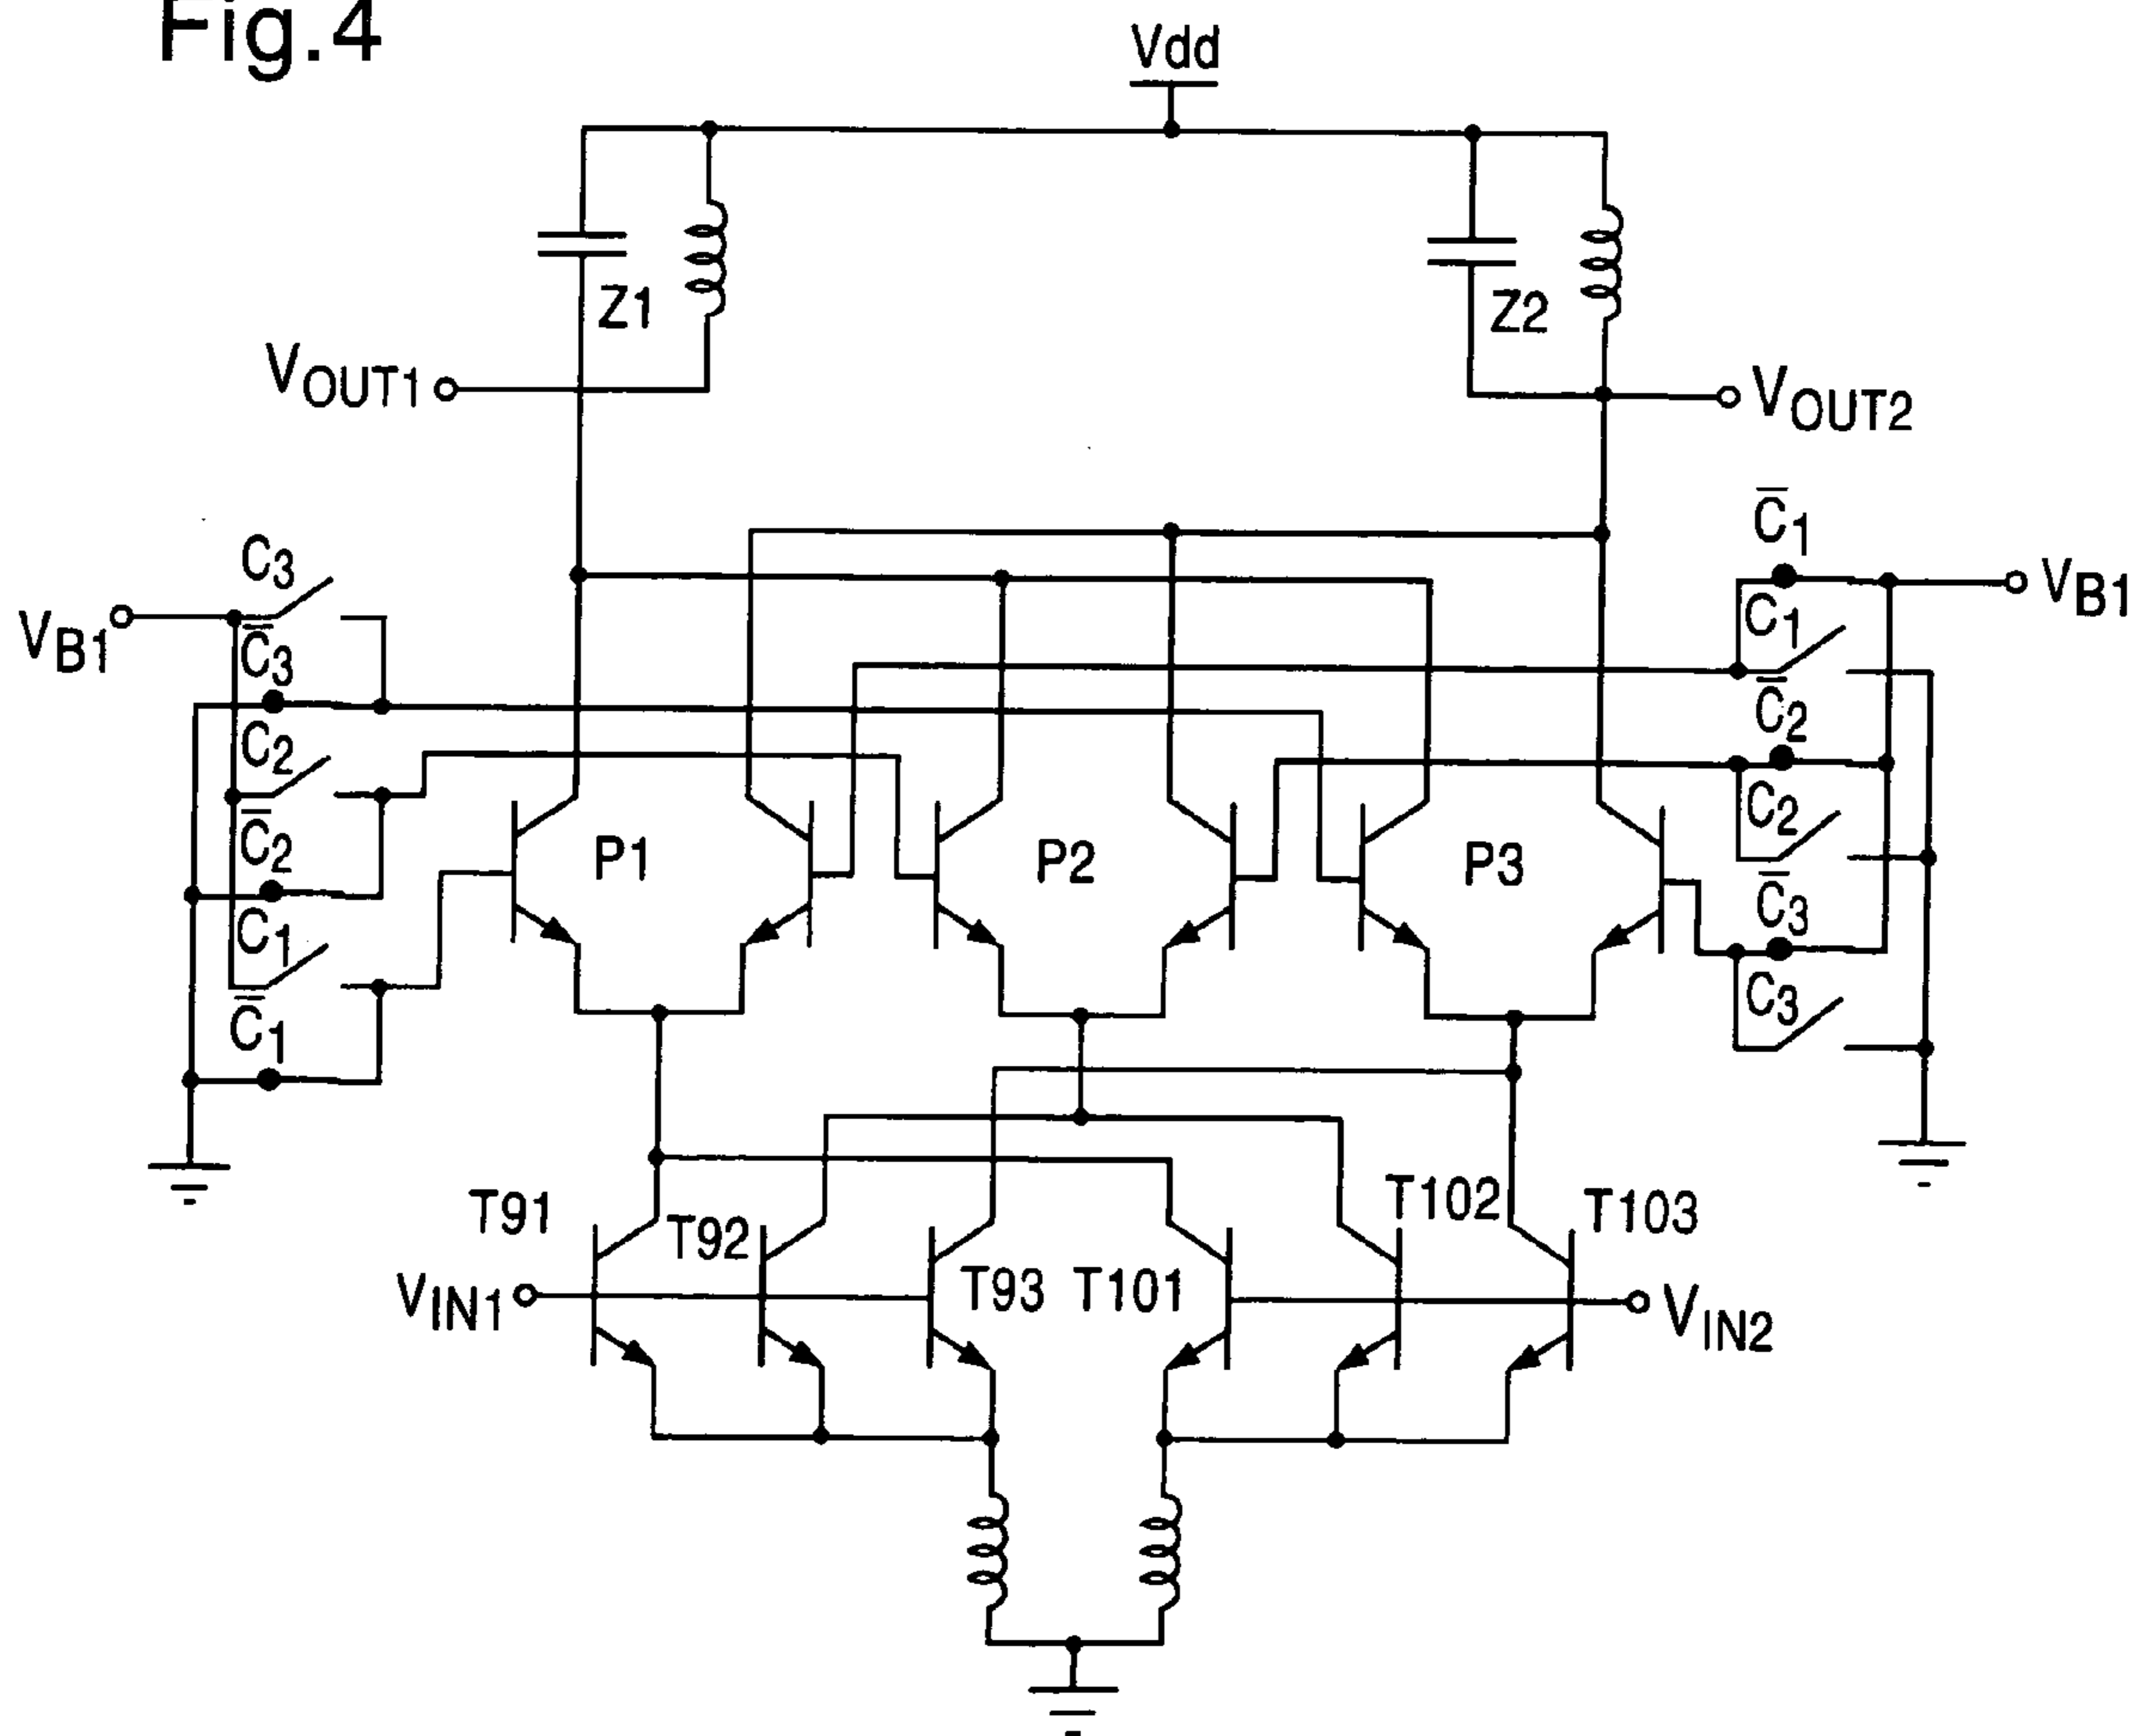 Fig.4
Vdd
Z1
Z2
VOUT1
VOUT2
C3
C̅1
VB1
C̅3
C1
VB1
C2
C̅2
C̅2
P1
P2
P3
C2
C1
C̅3
C̅1
C3
T91
T92
T93
T101
T102
T103
VIN1
VIN2